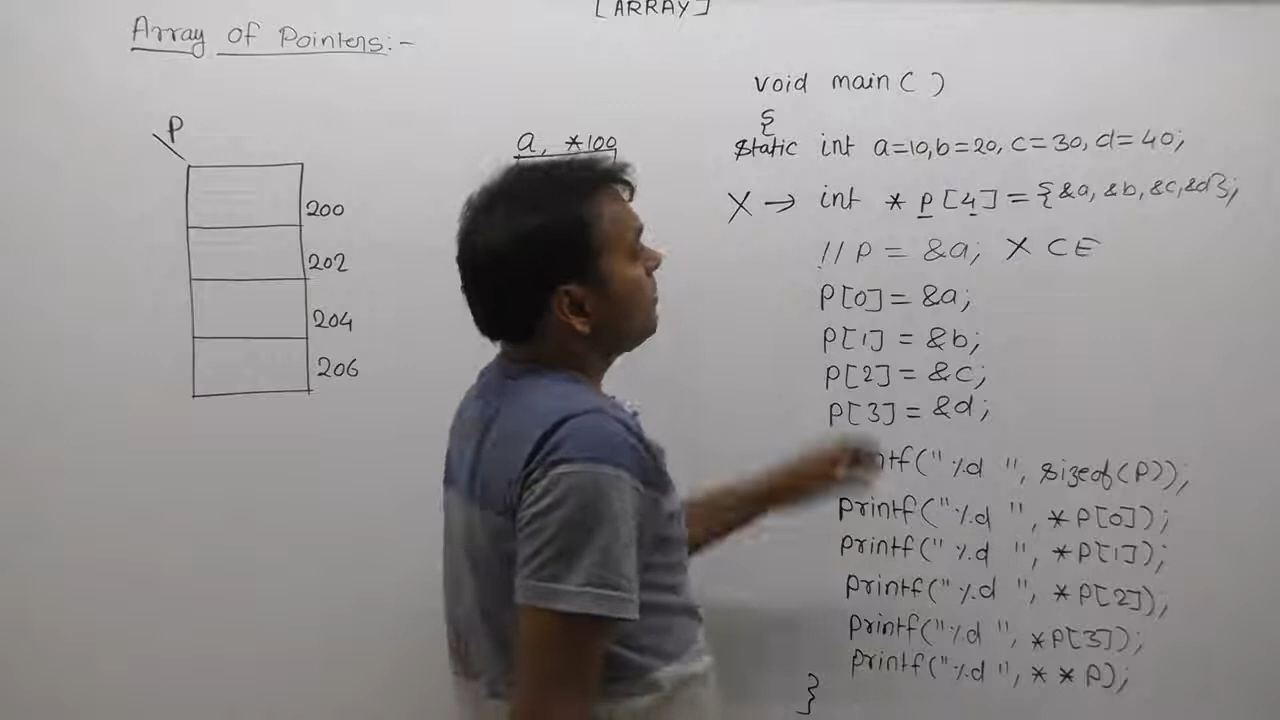 [ARRAY]
Array of Pointers:-
P
200
202
204
206
a, *100
void main( )
{
static int a=10,b=20, c=30, d=40;
X → int * P[4] = {&a, &b, &c, &d};
// P = &a; X CE
P[0] = &a;
P[1] = &b;
P[2] = &c;
P[3] = &d;
ntf("%d ", sizeof(P));
printf("%d ", *P[0]);
printf("%d ", *P[1]);
printf("%d ", *P[2]);
printf("%d ", *P[3]);
printf("%d ", **P);
}